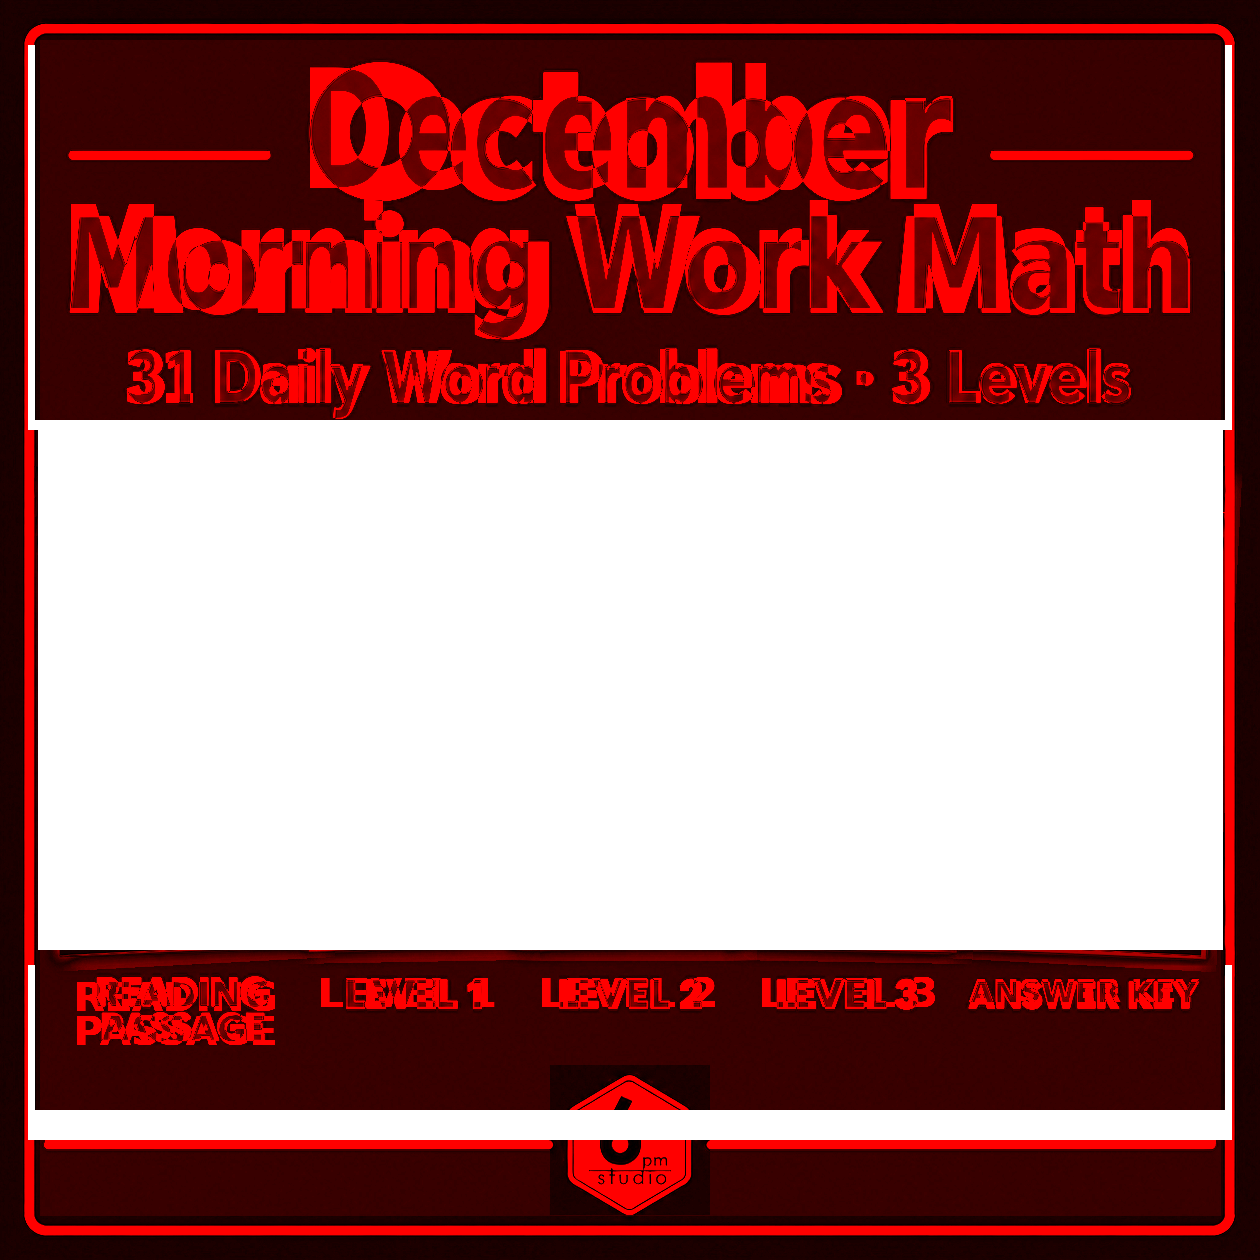 December
Morning Work Math
31 Daily Word Problems · 3 Levels
READING PASSAGE LEVEL 1 LEVEL 2 LEVEL 3 ANSWER KEY
6
pm
studio